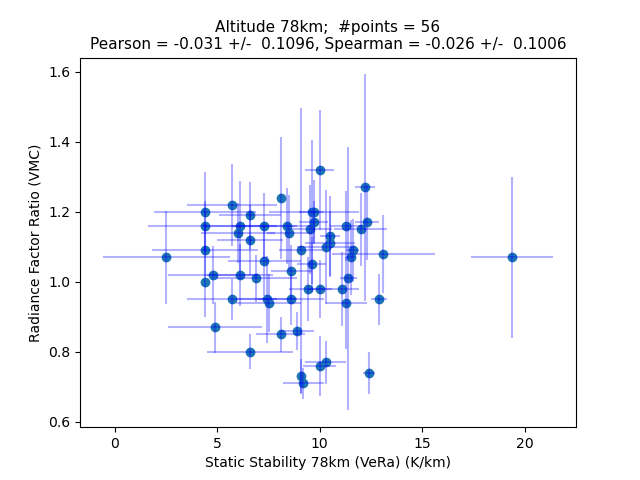 Altitude 78km;  #points = 56
Pearson = -0.031 +/-  0.1096, Spearman = -0.026 +/-  0.1006
1.6
1.4
1.2
1.0
0.8
0.6
Radiance Factor Ratio (VMC)
0
5
10
15
20
Static Stability 78km (VeRa) (K/km)